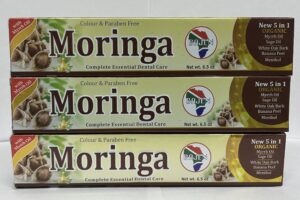 Colour & Paraben Free
Moringa
Complete Essential Dental Care
Net wt. 6.5 oz
New 5 in 1
ORGANIC
Myrrh Oil
Sage Oil
White Oak Bark
Banana Peel
Menthol
Colour & Paraben Free
Moringa
Complete Essential Dental Care
Net wt. 6.5 oz
New 5 in 1
ORGANIC
Myrrh Oil
Sage Oil
White Oak Bark
Banana Peel
Menthol
with
Myrrh Oil
Colour & Paraben Free
Moringa
Complete Essential Dental Care
Net wt. 6.5 oz
New 5 in 1
ORGANIC
Myrrh Oil
Sage Oil
White Oak Bark
Banana Peel
Menthol